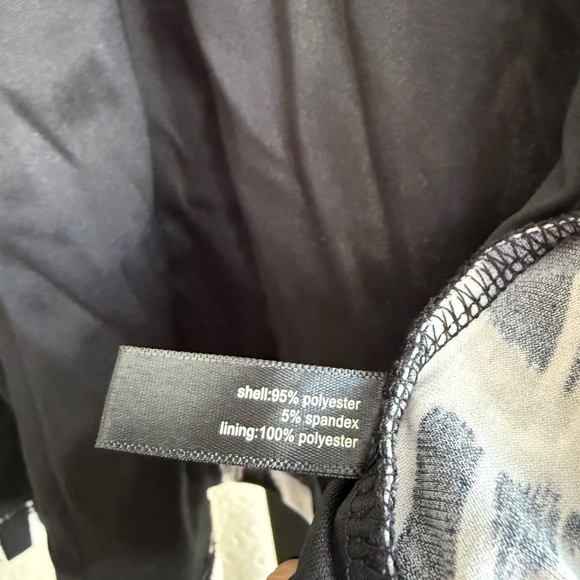 shell:95% polyester
5% spandex
lining:100% polyester